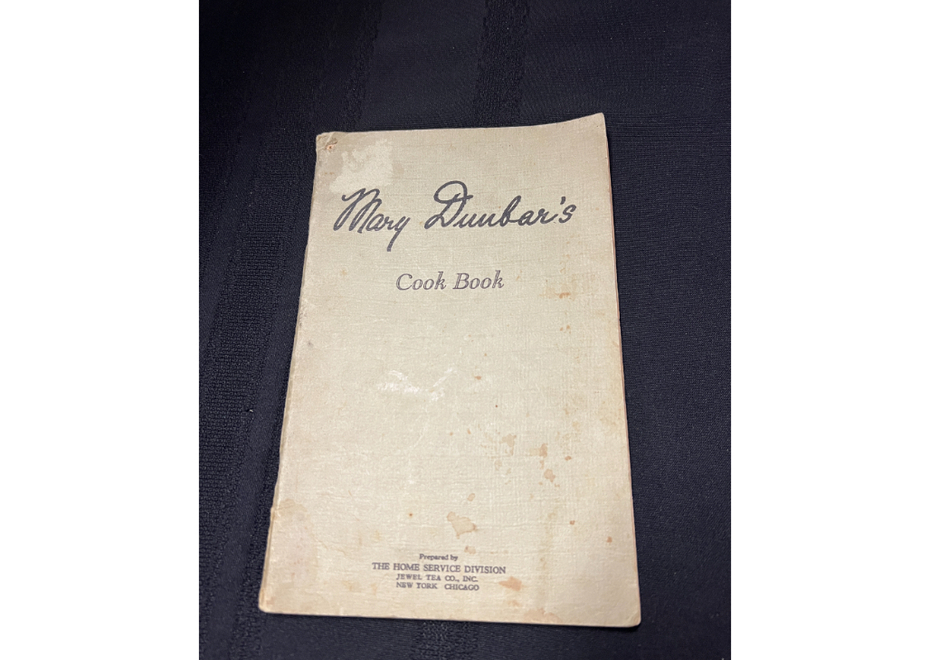 Mary Dunbar's
Cook Book
Prepared by
THE HOME SERVICE DIVISION
JEWEL TEA CO., INC.
NEW YORK CHICAGO